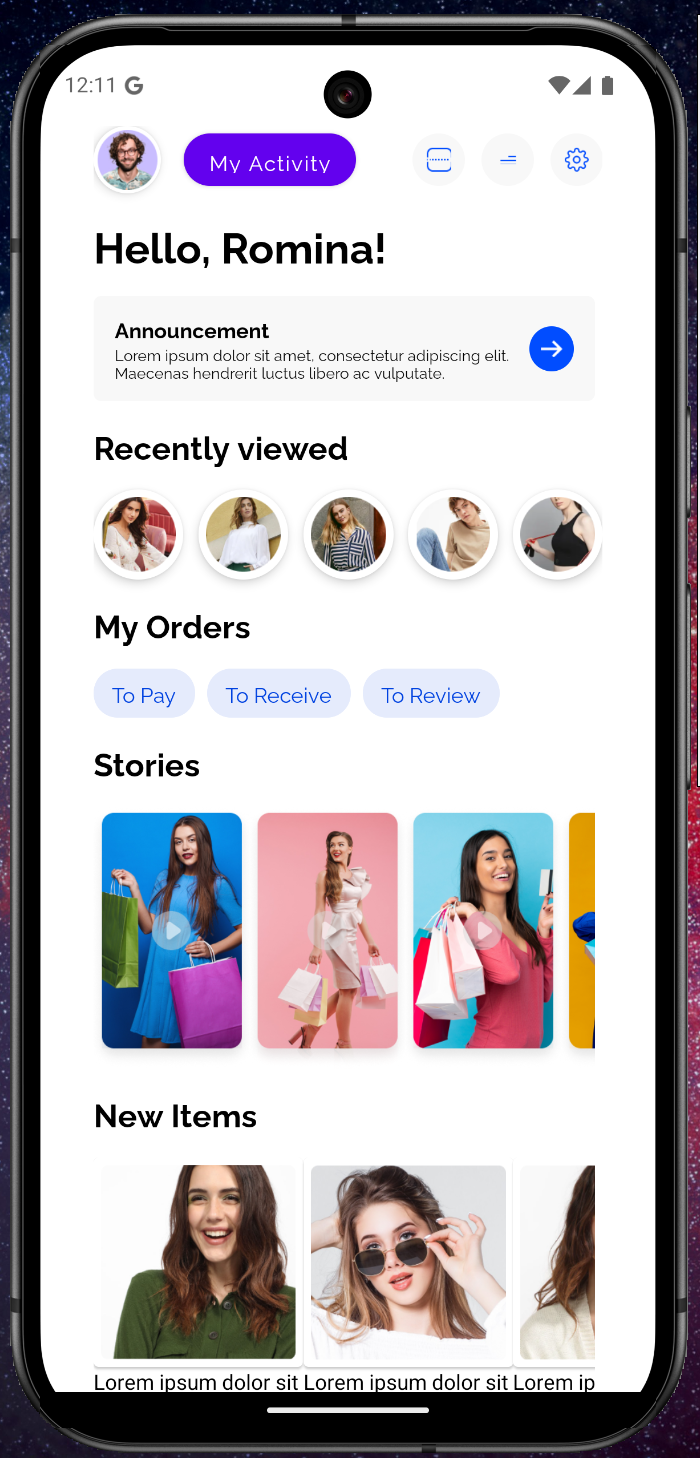 12:11 G
My Activity
Hello, Romina!
Announcement
Lorem ipsum dolor sit amet, consectetur adipiscing elit.
Maecenas hendrerit luctus libero ac vulputate.
Recently viewed
My Orders
To Pay
To Receive
To Review
Stories
New Items
Lorem ipsum dolor sit
Lorem ipsum dolor sit
Lorem ip